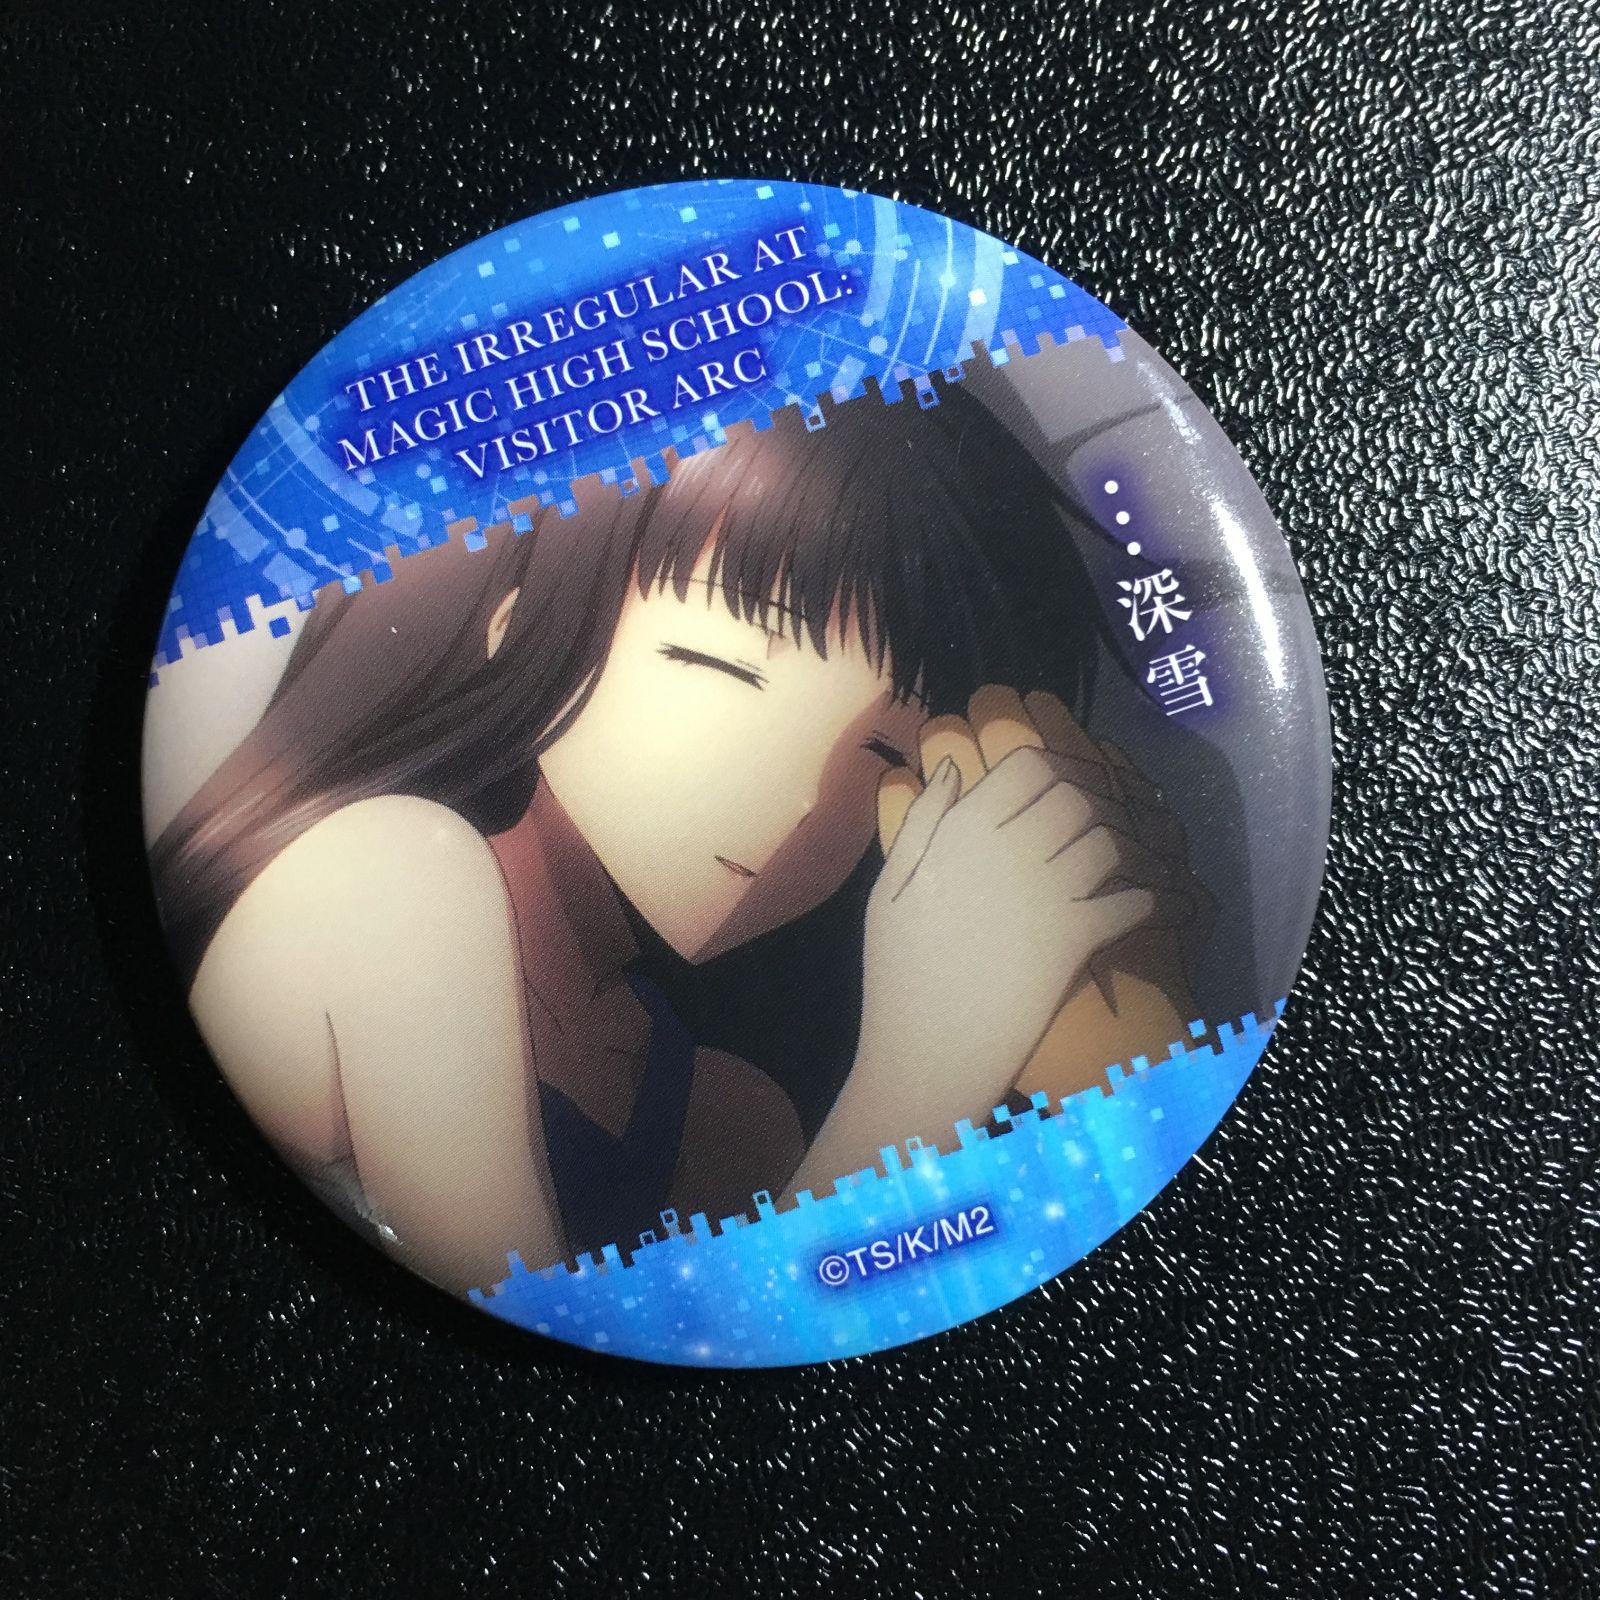 THE IRREGULAR AT
MAGIC HIGH SCHOOL:
VISITOR ARC
…深雪
©TS/K/M2